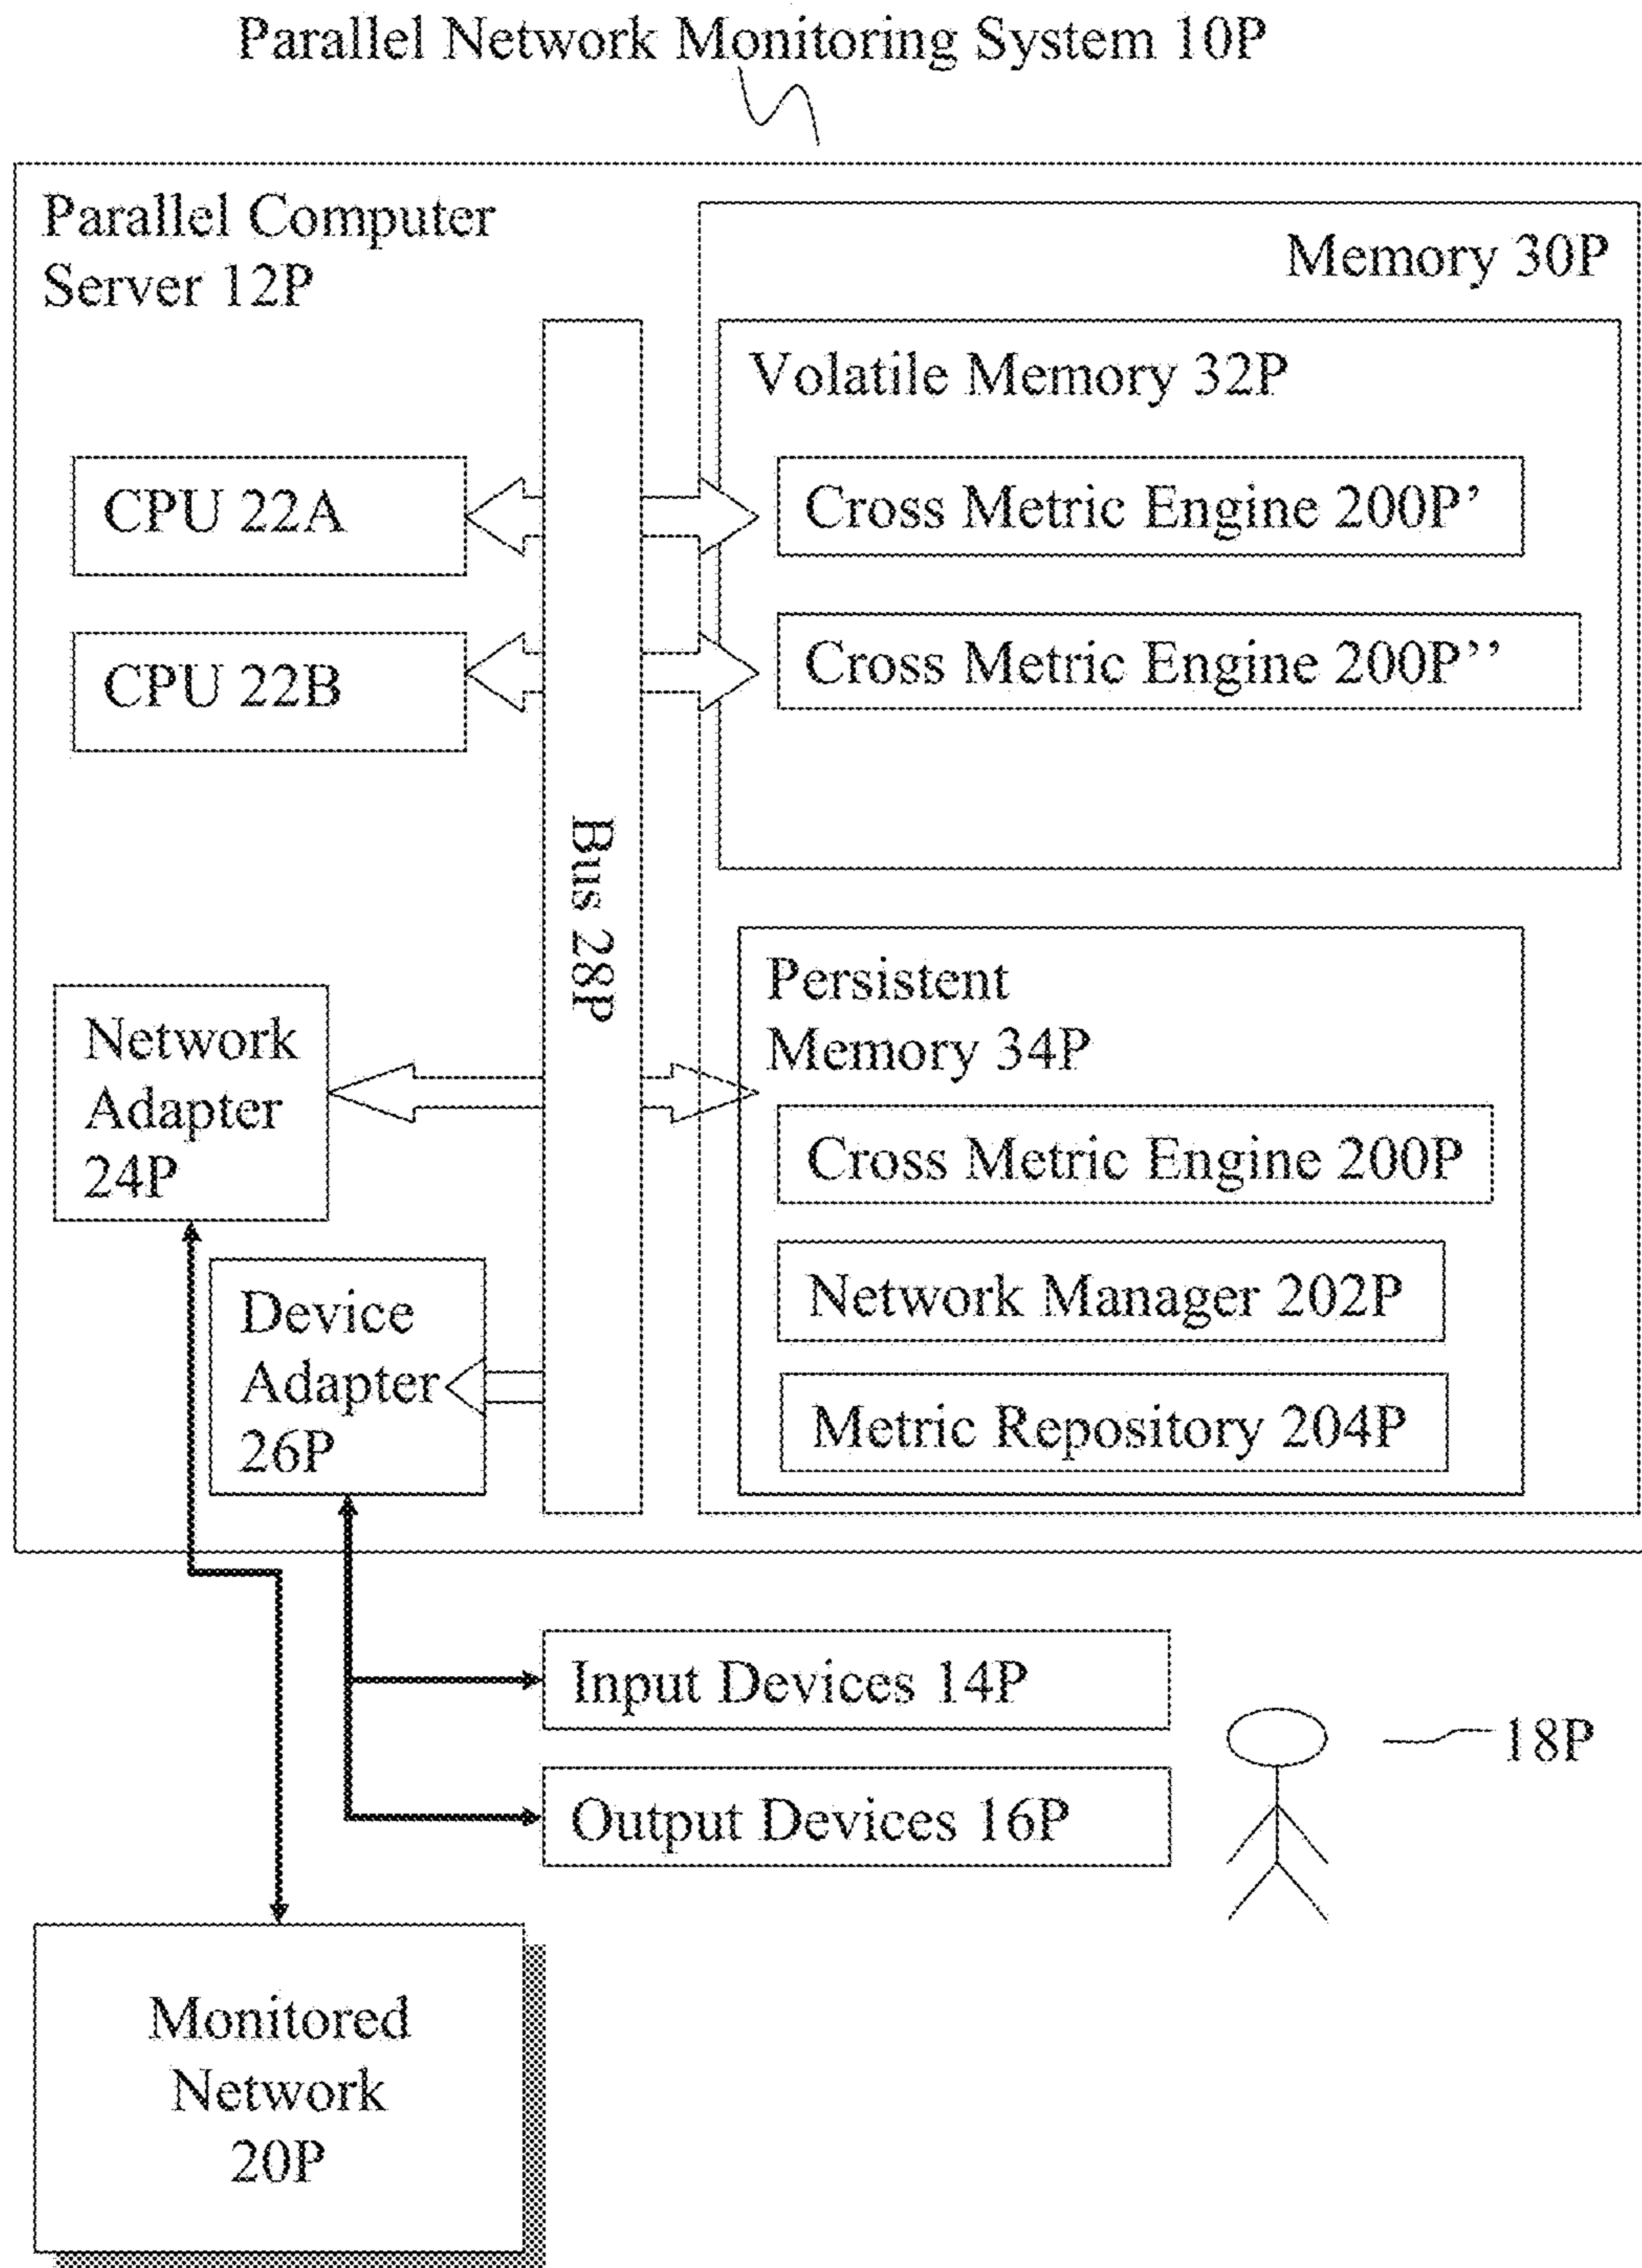 Parallel Network Monitoring System 10P
Parallel Computer
Server 12P
Memory 30P
Volatile Memory 32P
CPU 22A
Cross Metric Engine 200P’
CPU 22B
Cross Metric Engine 200P’’
Bus 28P
Persistent
Memory 34P
Network
Adapter
24P
Cross Metric Engine 200P
Network Manager 202P
Metric Repository 204P
Device
Adapter
26P
Input Devices 14P
18P
Output Devices 16P
Monitored
Network
20P